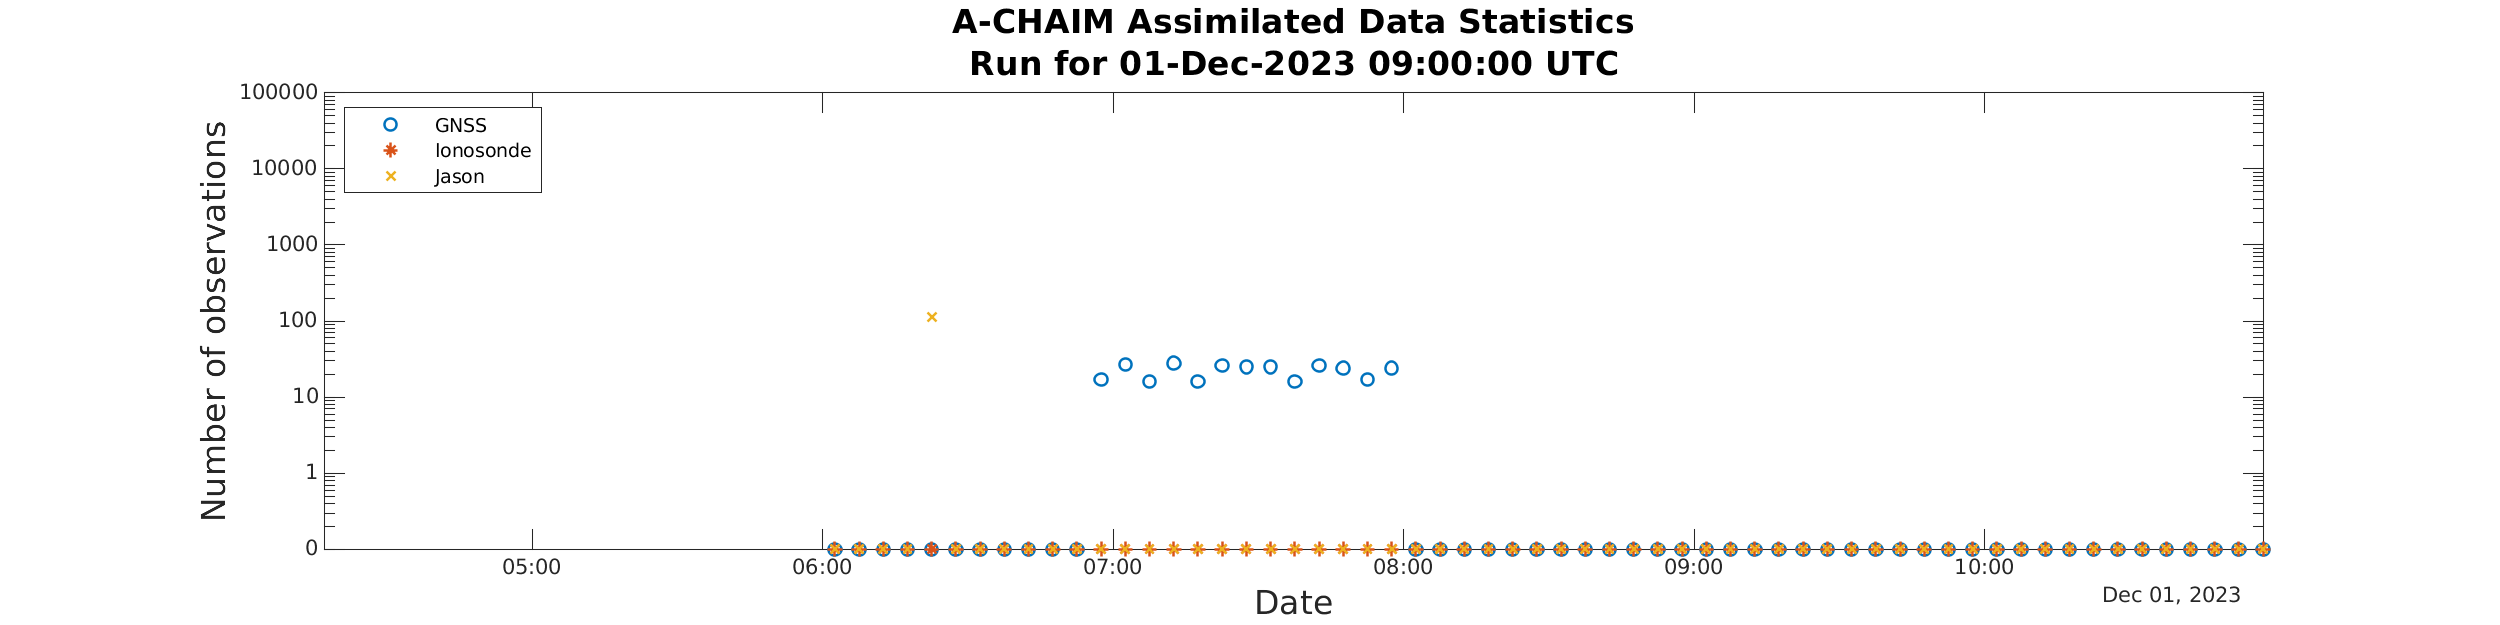 A-CHAIM Assimilated Data Statistics
Run for 01-Dec-2023 09:00:00 UTC
100000
10000
1000
100
10
1
0
Number of observations
GNSS
Ionosonde
Jason
05:00 06:00 07:00 08:00 09:00 10:00
Date
Dec 01, 2023